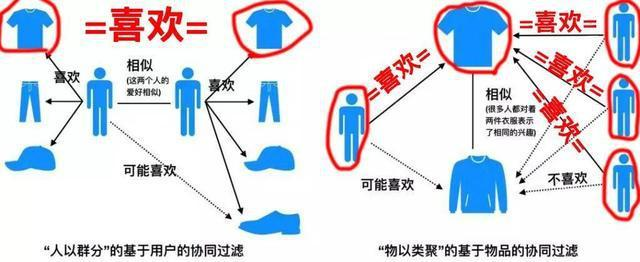 =喜欢=
喜欢
相似
(这两个人的
爱好相似)
喜欢
可能喜欢
“人以群分”的基于用户的协同过滤
=喜欢=
=喜欢=
=喜欢=
=喜欢=
相似
(很多人都对着
两件衣服表示
了相同的兴趣)
可能喜欢
不喜欢
“物以类聚”的基于物品的协同过滤